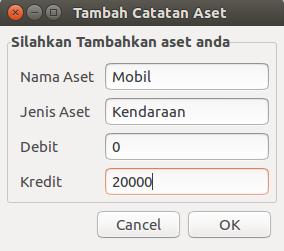 Tambah Catatan Aset
Silahkan Tambahkan aset anda
Nama Aset Mobil
Jenis Aset Kendaraan
Debit 0
Kredit 20000
Cancel OK